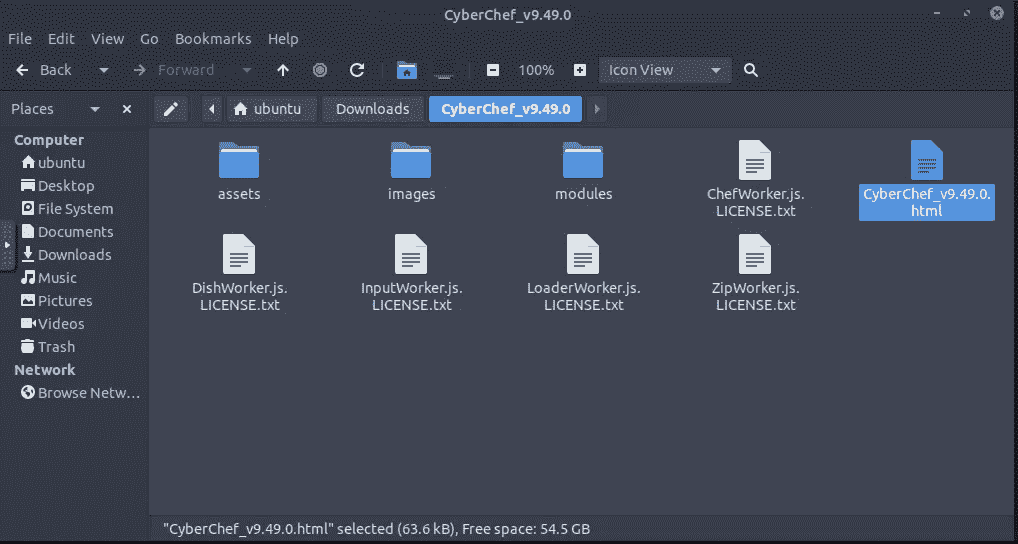 CyberChef_v9.49.0
File Edit View Go Bookmarks Help
Back Forward 100% Icon View
Places ubuntu Downloads CyberChef_v9.49.0
Computer
ubuntu
Desktop
File System
Documents
Downloads
Music
Pictures
Videos
Trash
Network
Browse Netw...
assets images modules ChefWorker.js. CyberChef_v9.49.0.
LICENSE.txt html
DishWorker.js. InputWorker.js. LoaderWorker.js. ZipWorker.js.
LICENSE.txt LICENSE.txt LICENSE.txt LICENSE.txt
"CyberChef_v9.49.0.html" selected (63.6 kB), Free space: 54.5 GB